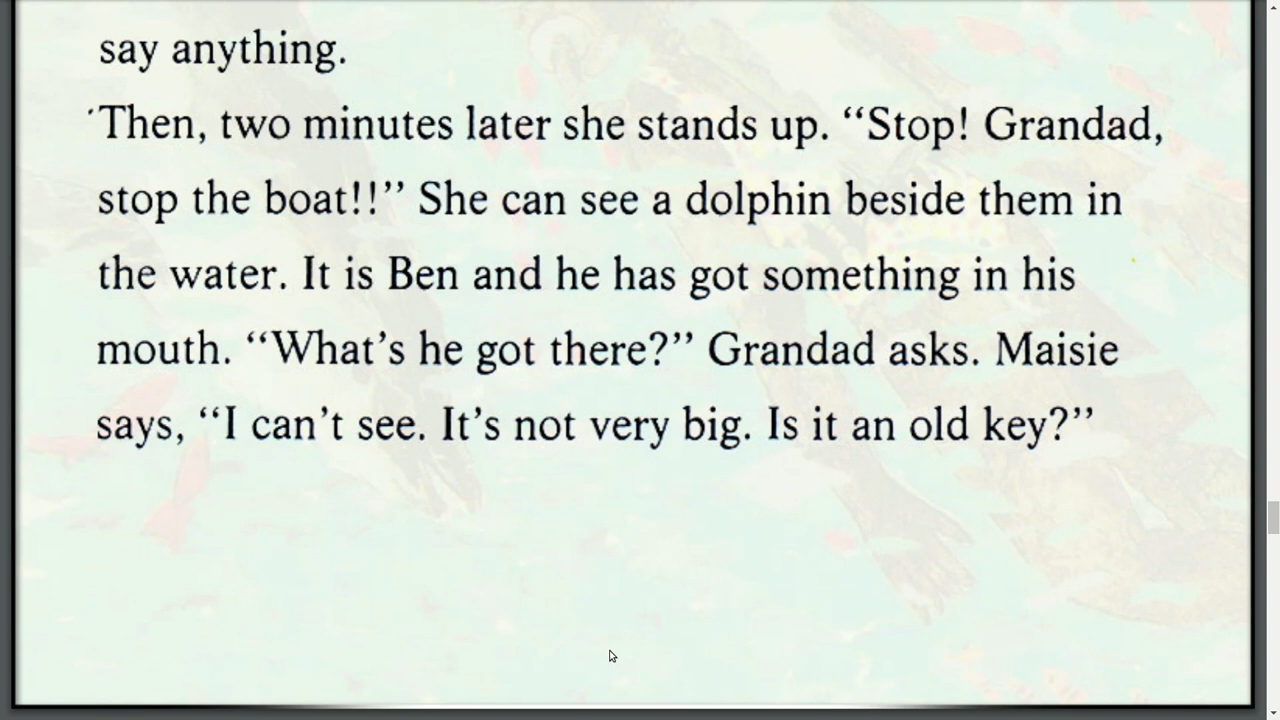 say anything.
Then, two minutes later she stands up. “Stop! Grandad,
stop the boat!!” She can see a dolphin beside them in
the water. It is Ben and he has got something in his
mouth. “What’s he got there?” Grandad asks. Maisie
says, “I can’t see. It’s not very big. Is it an old key?”